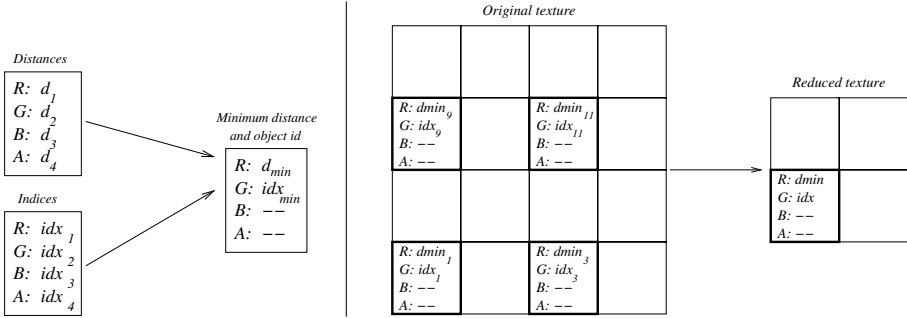 Distances
R: d1
G: d2
B: d3
A: d4
Indices
R: idx1
G: idx2
B: idx3
A: idx4
Minimum distance
and object id
R: dmin
G: idxmin
B: −−
A: −−
Original texture
R: dmin9
G: idx9
B: −−
A: −−
R: dmin11
G: idx11
B: −−
A: −−
R: dmin1
G: idx1
B: −−
A: −−
R: dmin3
G: idx3
B: −−
A: −−
Reduced texture
R: dmin
G: idx
B: −−
A: −−